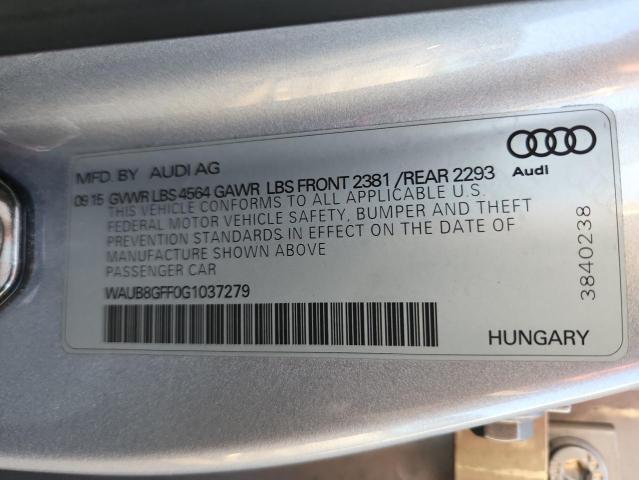 MFD. BY AUDI AG
Audi
09 15 GVWR LBS 4564 GAWR LBS FRONT 2381 /REAR 2293
THIS VEHICLE CONFORMS TO ALL APPLICABLE U.S.
FEDERAL MOTOR VEHICLE SAFETY, BUMPER AND THEFT
PREVENTION STANDARDS IN EFFECT ON THE DATE OF
MANUFACTURE SHOWN ABOVE
PASSENGER CAR
WAUB8GFF0G1037279
3840238
HUNGARY